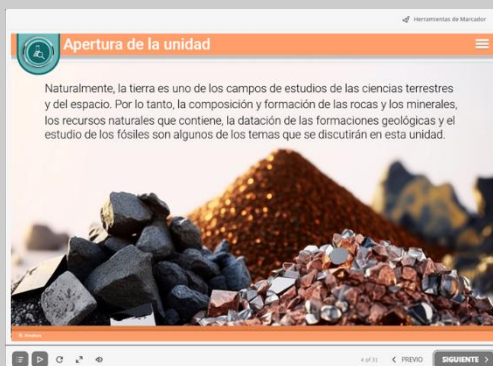 Herramientas de Marcador
Apertura de la unidad
Naturalmente, la tierra es uno de los campos de estudios de las ciencias terrestres
y del espacio. Por lo tanto, la composición y formación de las rocas y los minerales,
los recursos naturales que contiene, la datación de las formaciones geológicas y el
estudio de los fósiles son algunos de los temas que se discutirán en esta unidad.
4 of 31 < PREVIO SIGUIENTE >